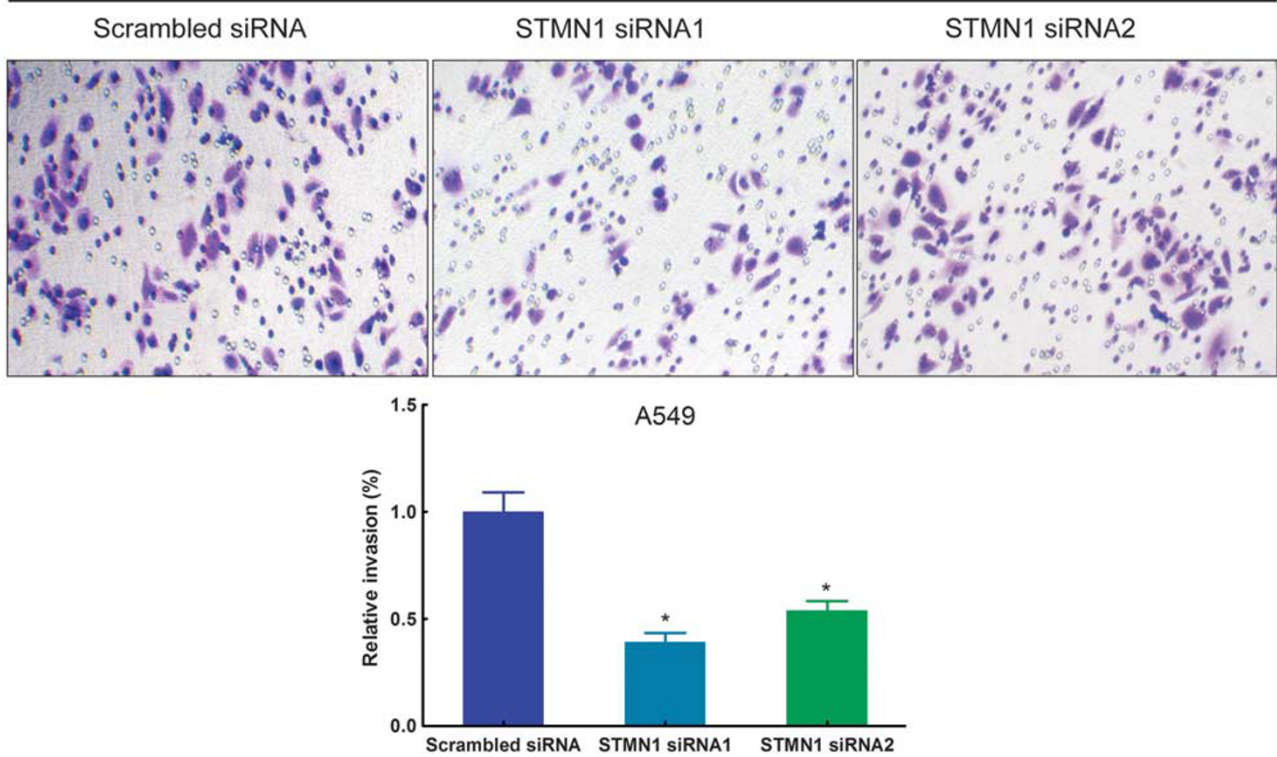 Scrambled siRNA STMN1 siRNA1 STMN1 siRNA2
A549
1.5
1.0
0.5
0.0
Relative invasion (%)
*
*
Scrambled siRNA STMN1 siRNA1 STMN1 siRNA2